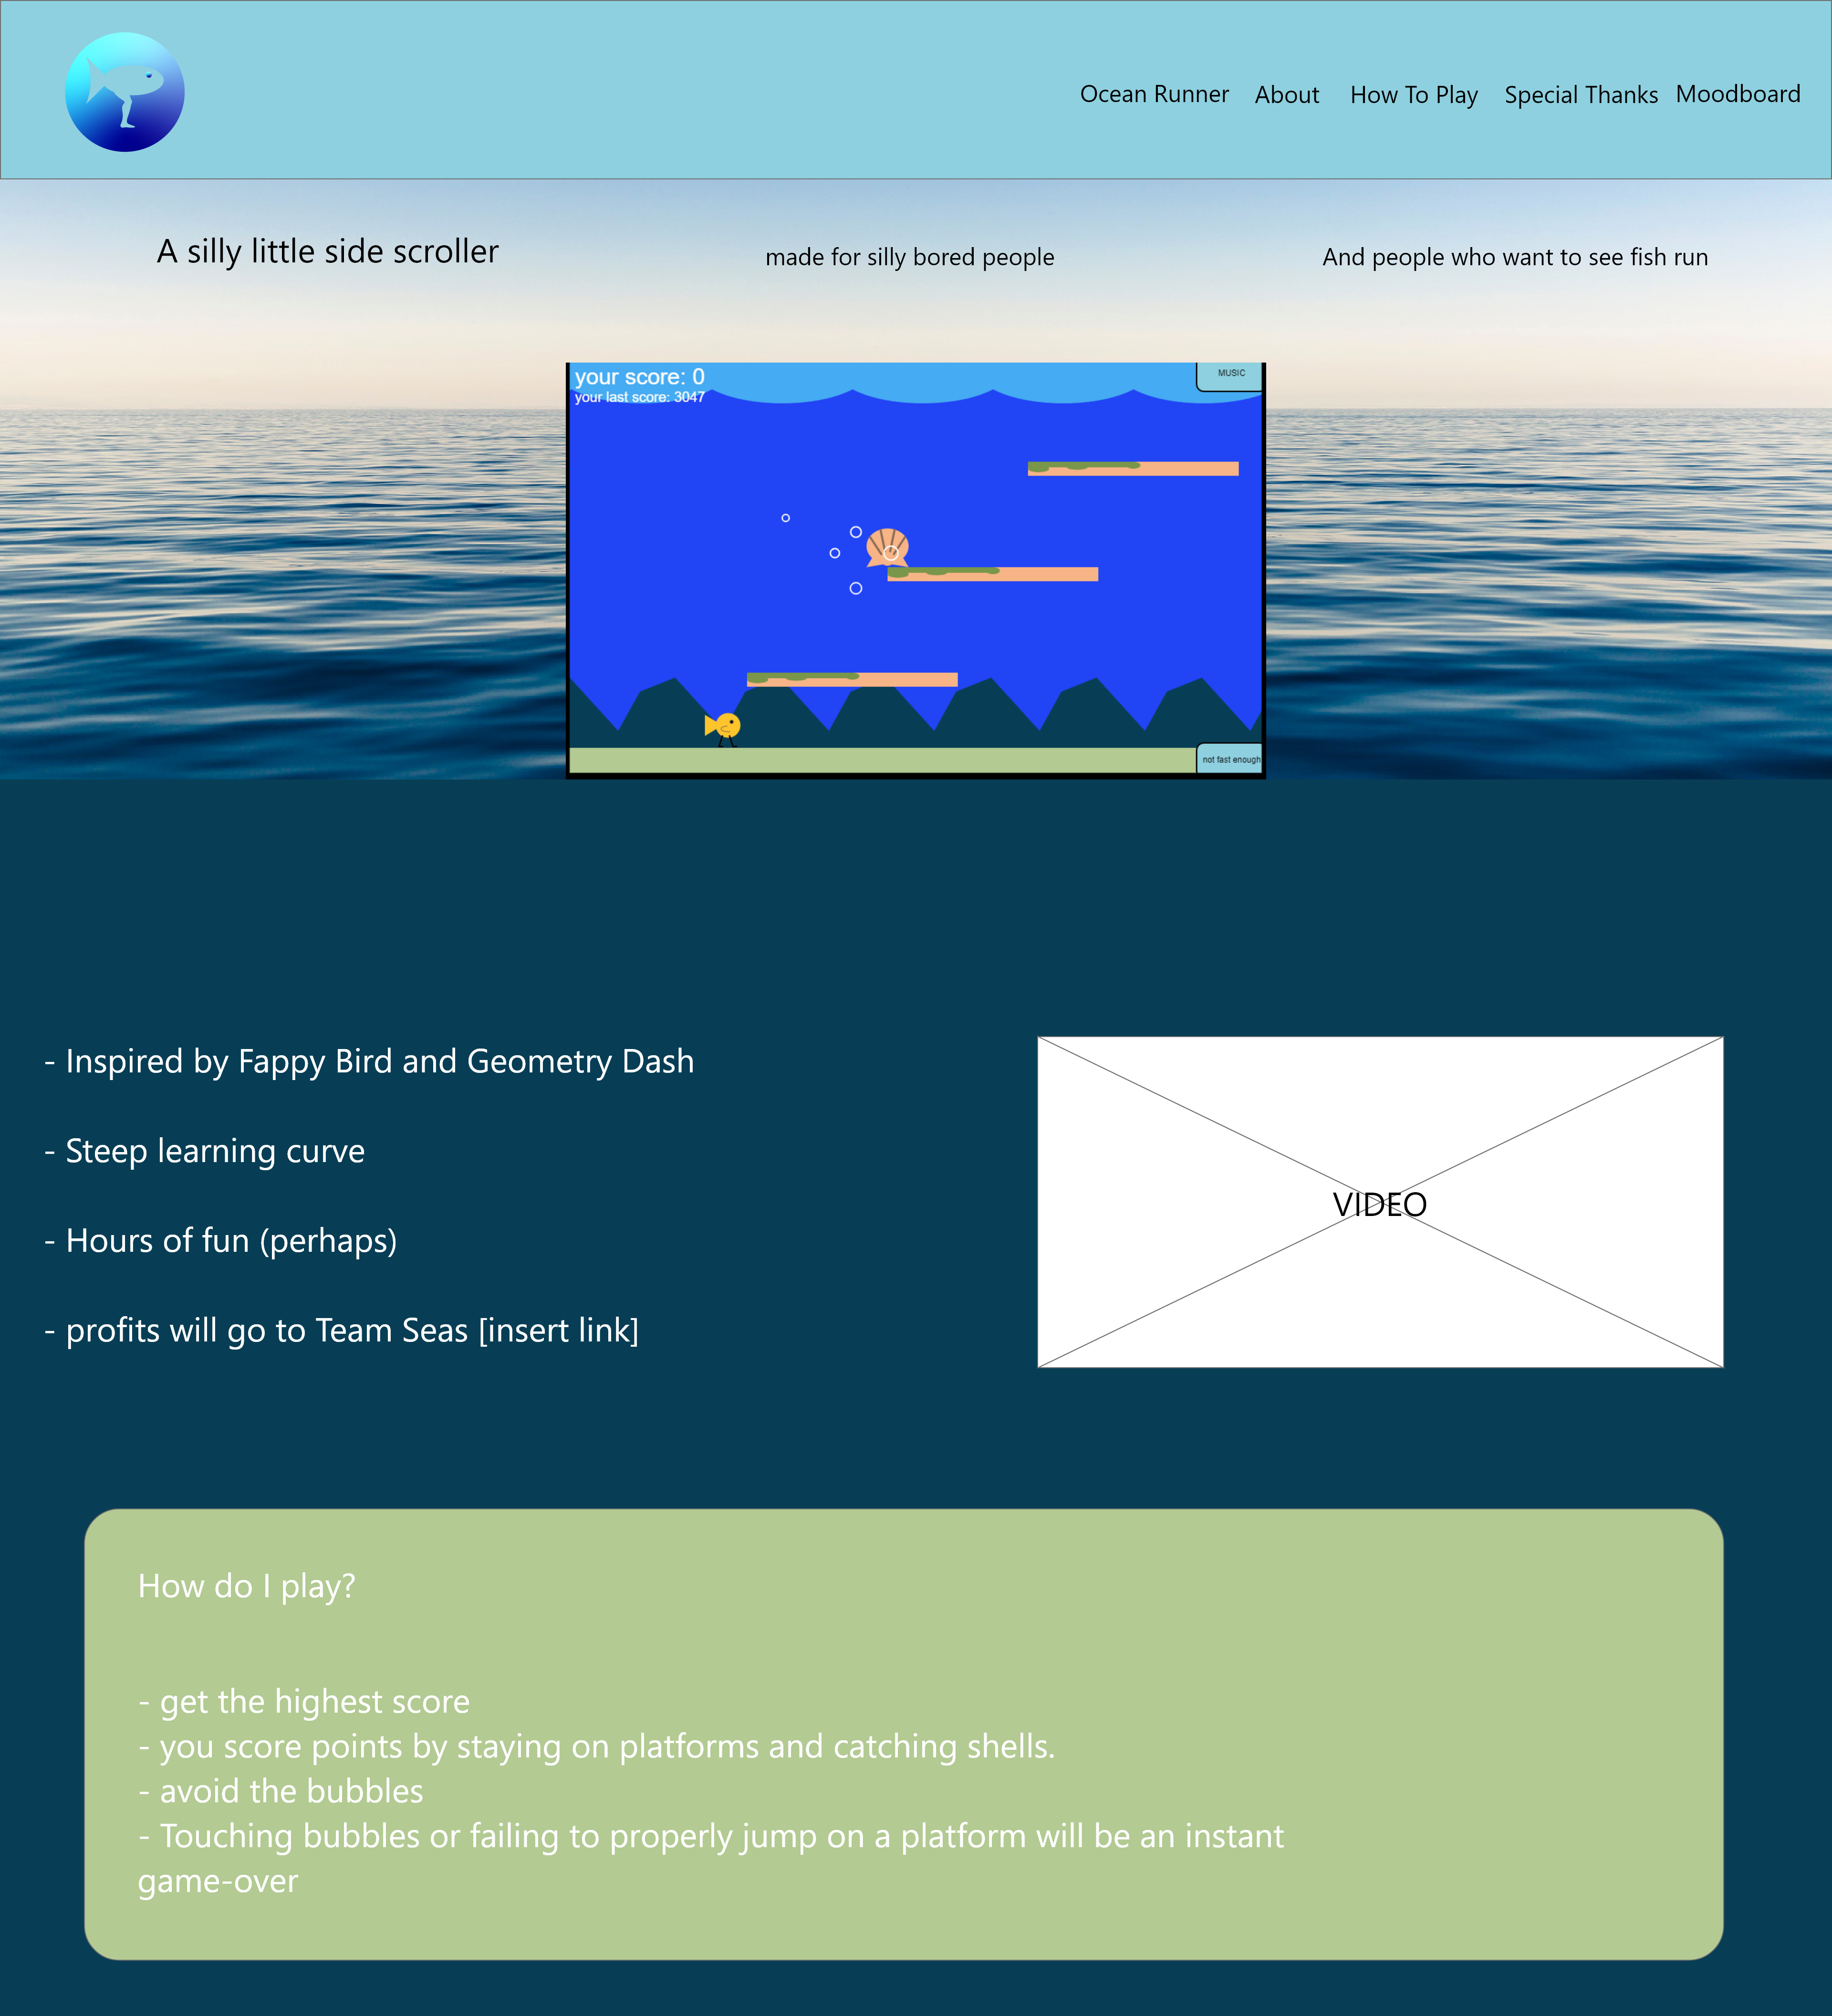 Ocean Runner About How To Play Special Thanks Moodboard
A silly little side scroller
made for silly bored people
And people who want to see fish run
your score: 0
your last score: 3047
MUSIC
not fast enough
- Inspired by Fappy Bird and Geometry Dash
- Steep learning curve
- Hours of fun (perhaps)
- profits will go to Team Seas [insert link]
VIDEO
How do I play?
- get the highest score
- you score points by staying on platforms and catching shells.
- avoid the bubbles
- Touching bubbles or failing to properly jump on a platform will be an instant
game-over